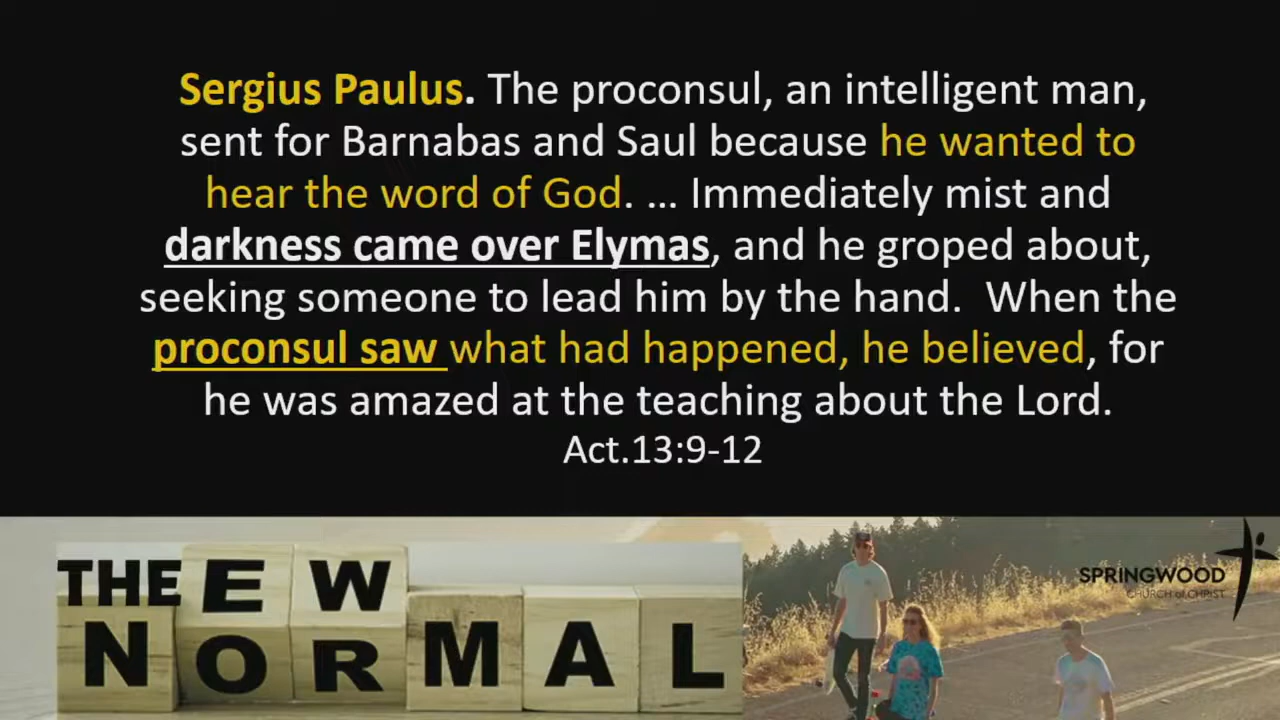 Sergius Paulus. The proconsul, an intelligent man,
sent for Barnabas and Saul because he wanted to
hear the word of God. ... Immediately mist and
darkness came over Elymas, and he groped about,
seeking someone to lead him by the hand.  When the
proconsul saw what had happened, he believed, for
he was amazed at the teaching about the Lord.
Act.13:9-12
THE EW
NORMAL
SPRINGWOOD
CHURCH of CHRIST